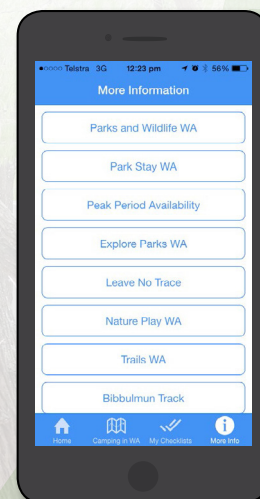 Telstra 3G 12:23 pm 56%
More Information
Parks and Wildlife WA
Park Stay WA
Peak Period Availability
Explore Parks WA
Leave No Trace
Nature Play WA
Trails WA
Bibbulmun Track
Home Camping in WA My Checklists More Info